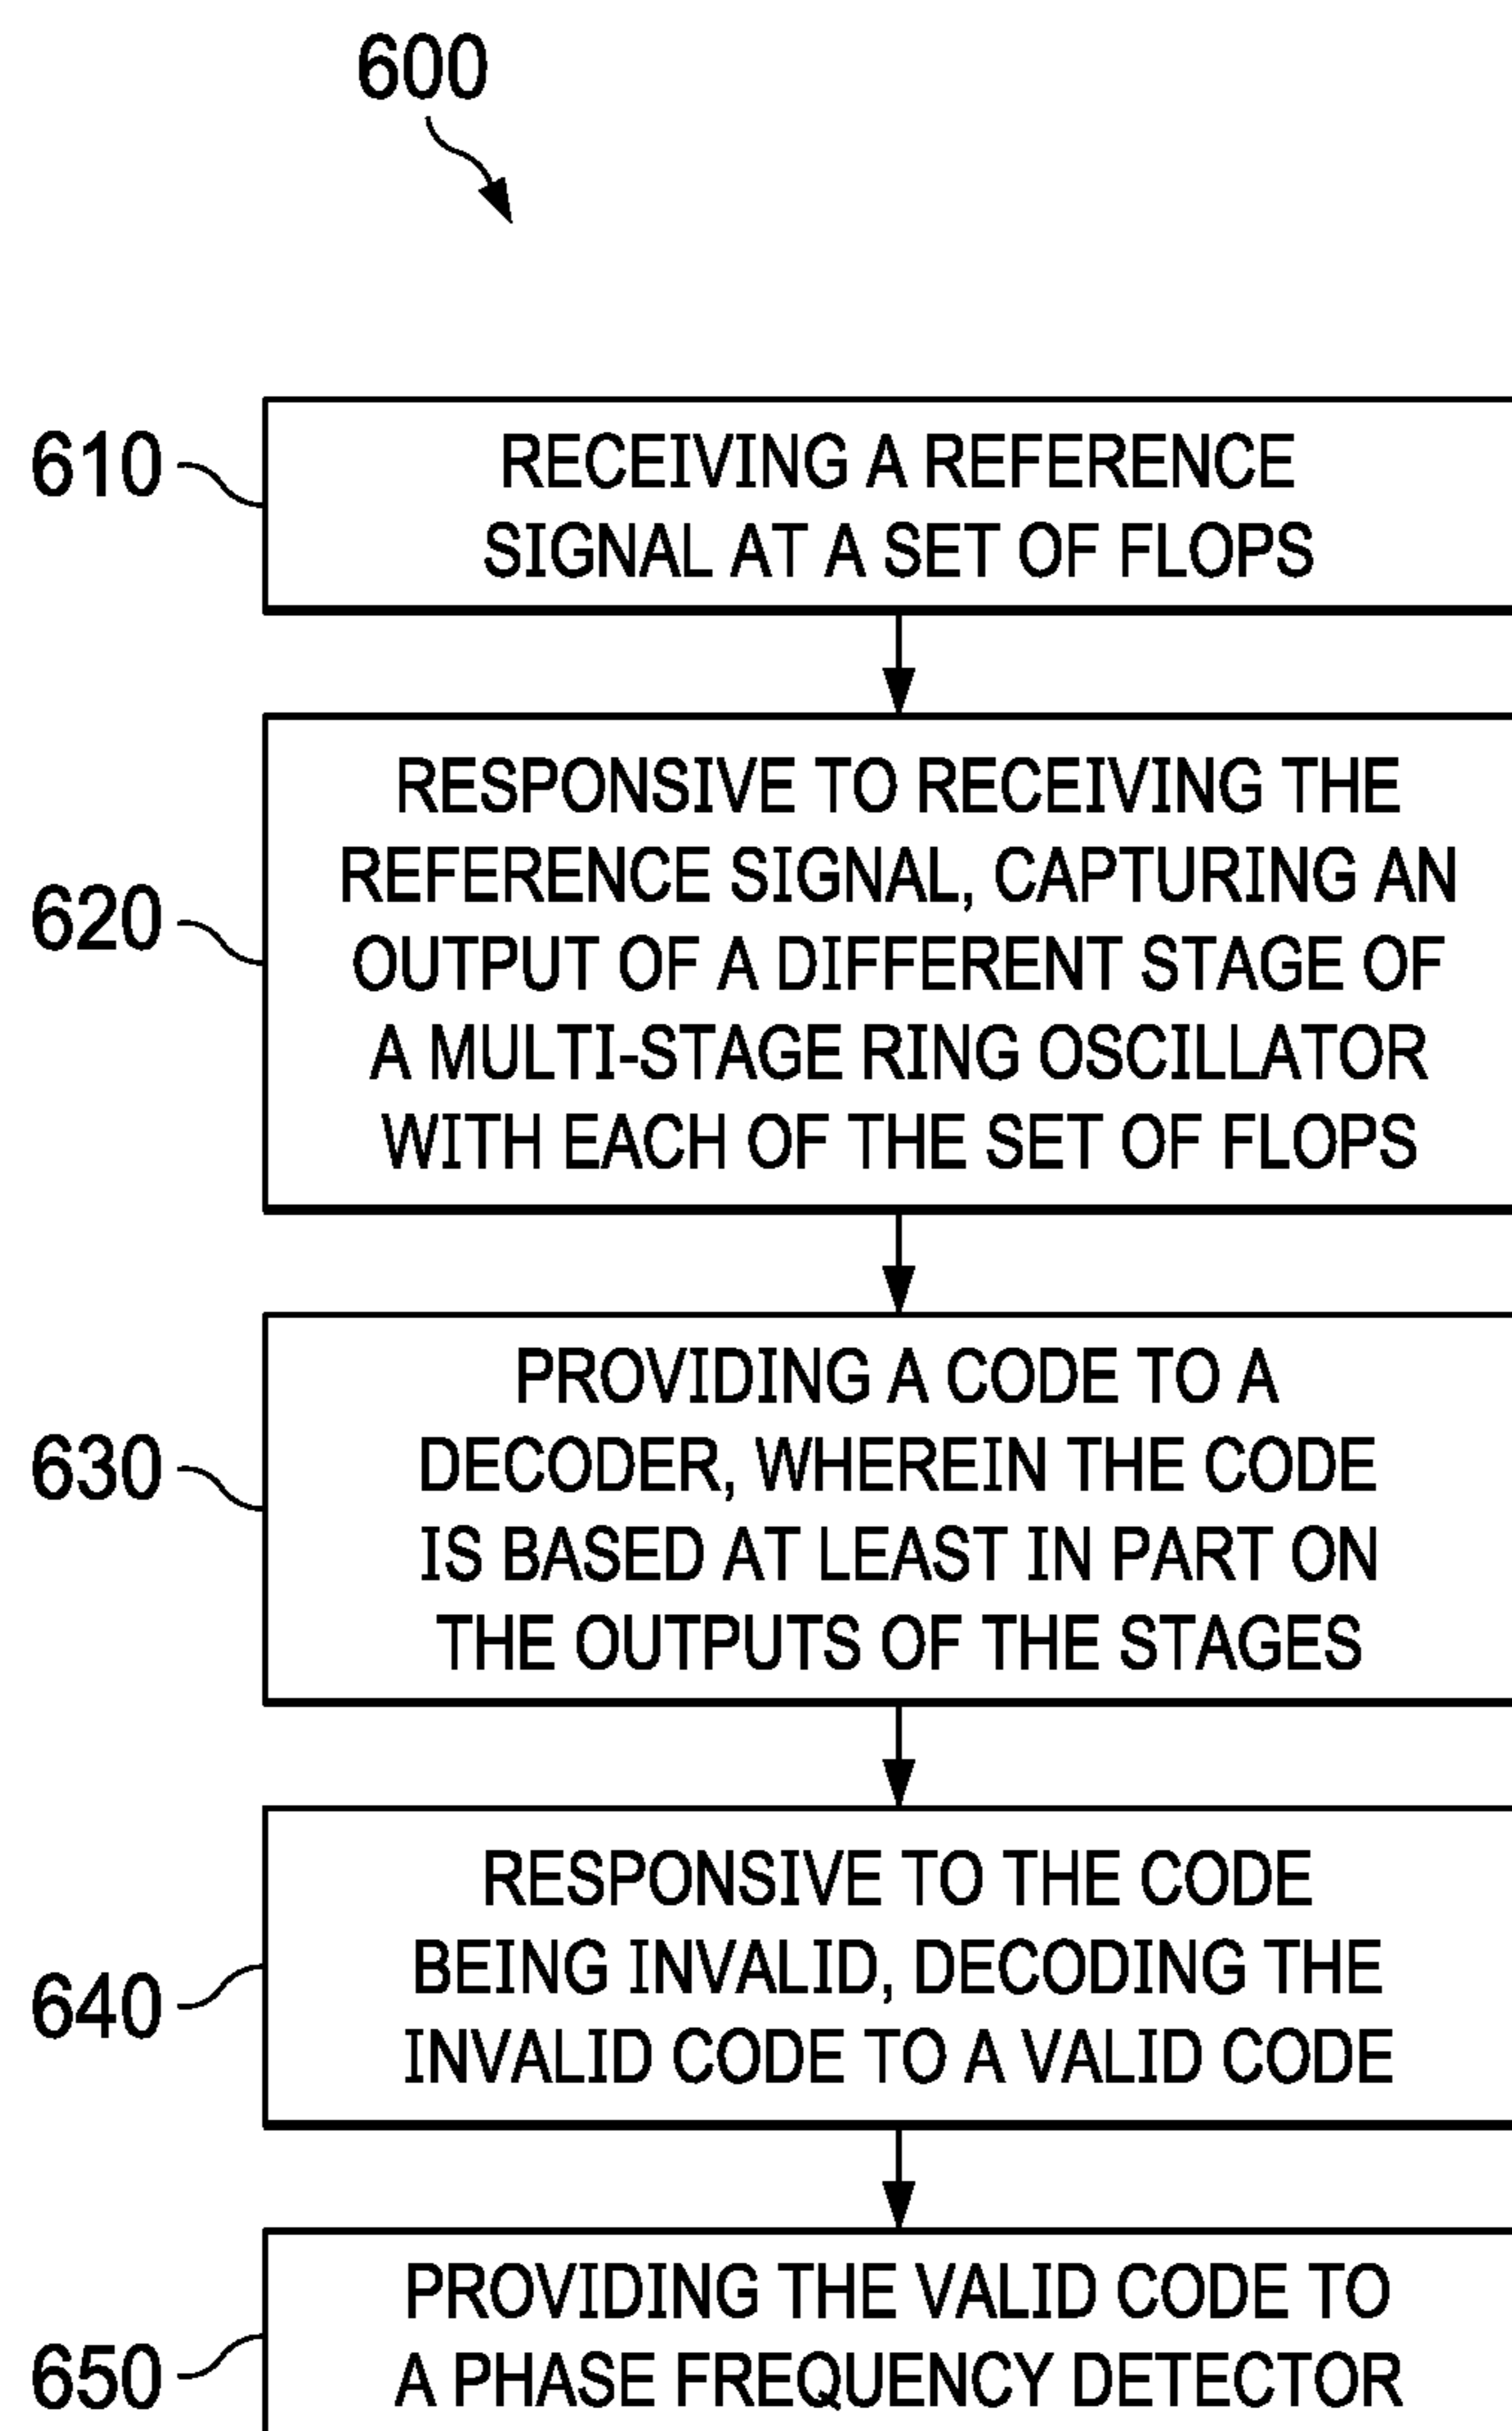 600
610
RECEIVING A REFERENCE
SIGNAL AT A SET OF FLOPS
620
RESPONSIVE TO RECEIVING THE
REFERENCE SIGNAL, CAPTURING AN
OUTPUT OF A DIFFERENT STAGE OF
A MULTI-STAGE RING OSCILLATOR
WITH EACH OF THE SET OF FLOPS
630
PROVIDING A CODE TO A
DECODER, WHEREIN THE CODE
IS BASED AT LEAST IN PART ON
THE OUTPUTS OF THE STAGES
640
RESPONSIVE TO THE CODE
BEING INVALID, DECODING THE
INVALID CODE TO A VALID CODE
650
PROVIDING THE VALID CODE TO
A PHASE FREQUENCY DETECTOR